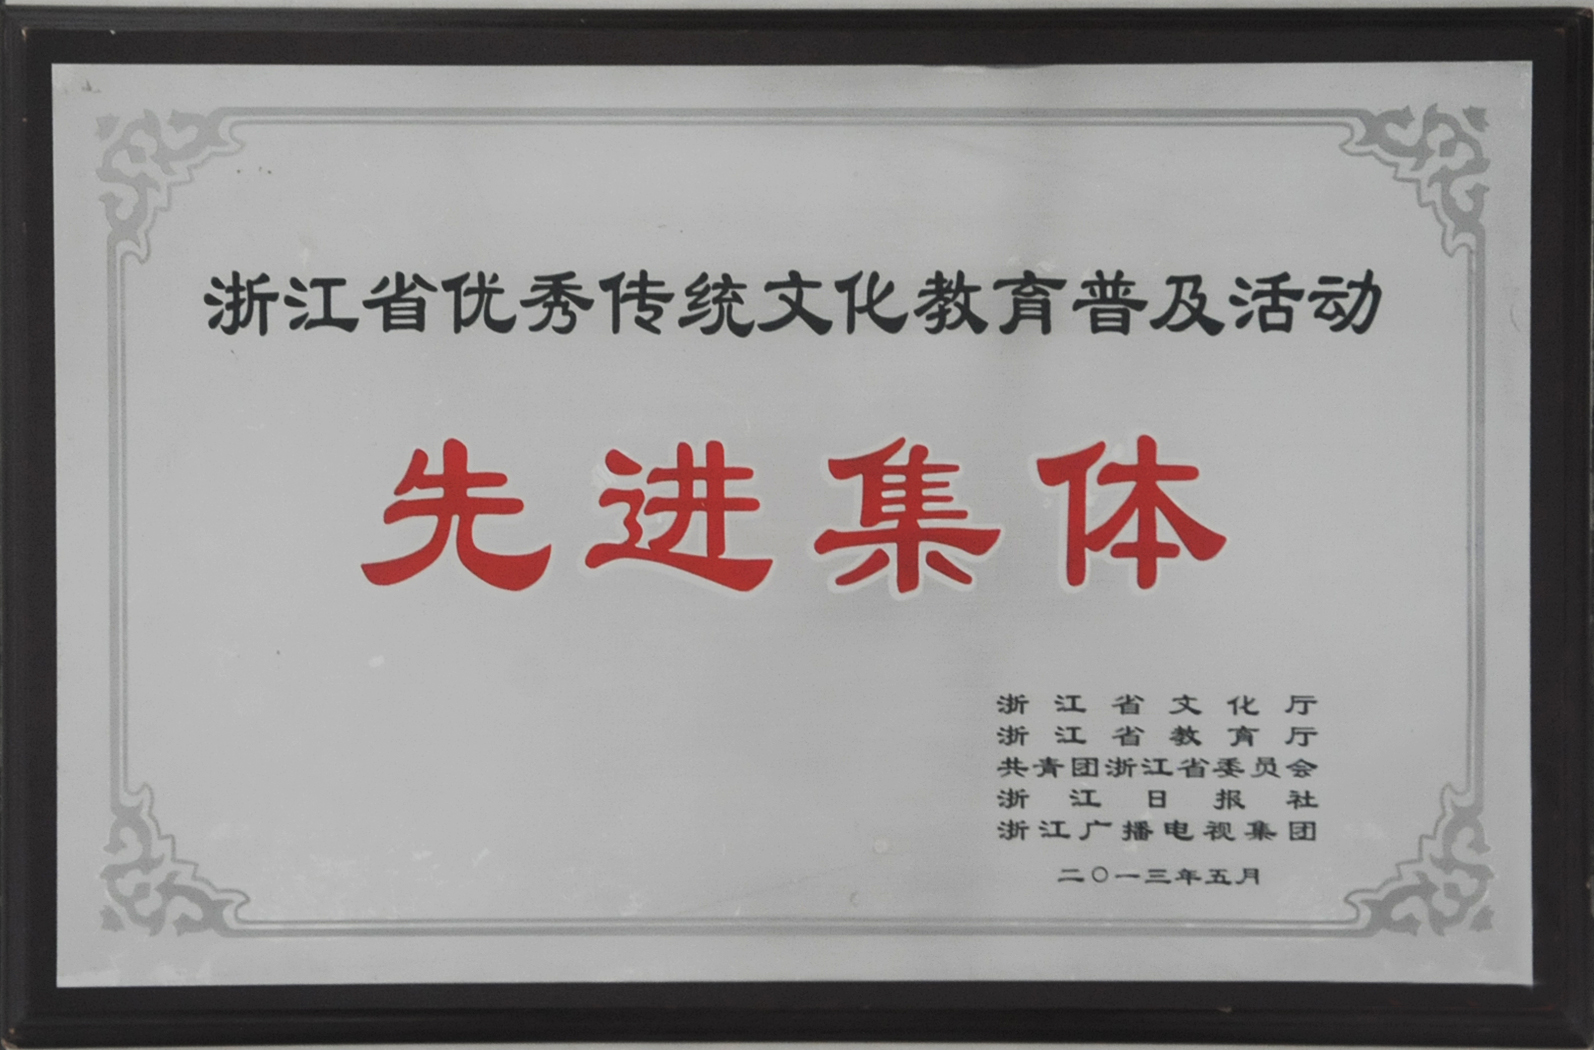 浙江省优秀传统文化教育普及活动
先进集体
浙江省文化厅
浙江省教育厅
共青团浙江省委员会
浙江日报社
浙江广播电视集团
二〇一三年五月